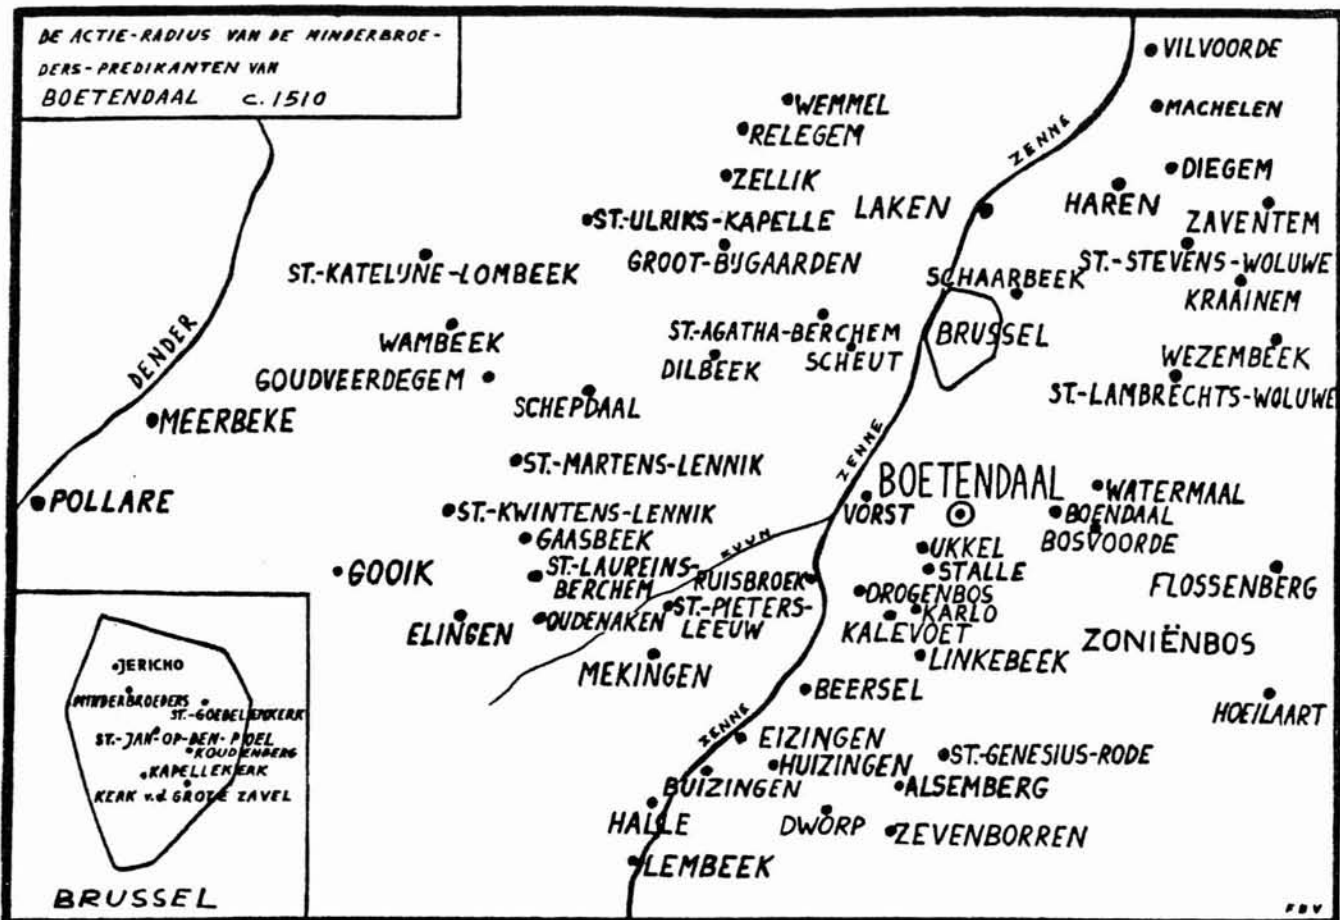 DE ACTIE-RADIUS VAN DE MINDERBROE-
DERS-PREDIKANTEN VAN
BOETENDAAL c. 1510
VILVOORDE
WEMMEL
MACHELEN
RELEGEM
ZENNE
DIEGEM
ZELLIK
LAKEN
HAREN
ST.-ULRIKS-KAPELLE
ZAVENTEM
GROOT-BIJGAARDEN
ST.-STEVENS-WOLUWE
ST.-KATELIJNE-LOMBEEK
SCHAARBEEK
KRAAINEM
DENDER
WAMBEEK
ST.-AGATHA-BERCHEM
BRUSSEL
DILBEEK
SCHEUT
WEZEMBEEK
GOUDVEERDEGEM
ST.-LAMBRECHTS-WOLUWE
SCHEPDAAL
MEERBEKE
ST.-MARTENS-LENNIK
ZENNE
BOETENDAAL
WATERMAAL
POLLARE
ST.-KWINTENS-LENNIK
VORST
BOENDAAL
GAASBEEK
BOSVOORDE
UKKEL
GOOIK
ST.-LAUREINS-
BERCHEM
RUISBROEK
STALLE
FLOSSENBERG
DROGENBOS
ST.-PIETERS-
LEEUW
KARLO
ELINGEN
OUDENAKEN
KALEVOET
ZONIËNBOS
LINKEBEEK
MEKINGEN
BEERSEL
HOEILAART
ZENNE
EIZINGEN
ST.-GENESIUS-RODE
HUIZINGEN
BUIZINGEN
ALSEMBERG
HALLE
DWORP
ZEVENBORREN
LEMBEEK
JERICHO
MINDERBROEDERS
ST.-GOEDELENKERK
ST.-JAN-OP-DEN-POEL
KOUDENBERG
KAPELLEKERK
KERK v.d GROTE ZAVEL
BRUSSEL
FBV